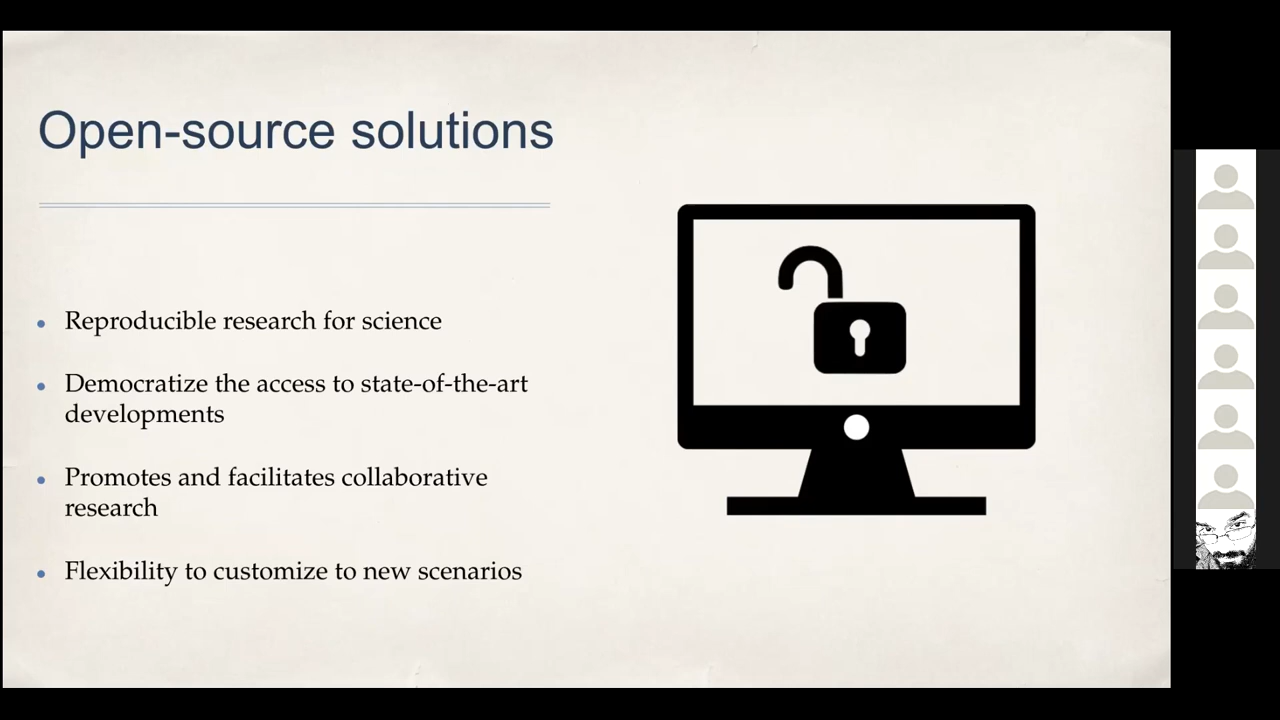 Open-source solutions
Reproducible research for science
Democratize the access to state-of-the-art
developments
Promotes and facilitates collaborative
research
Flexibility to customize to new scenarios